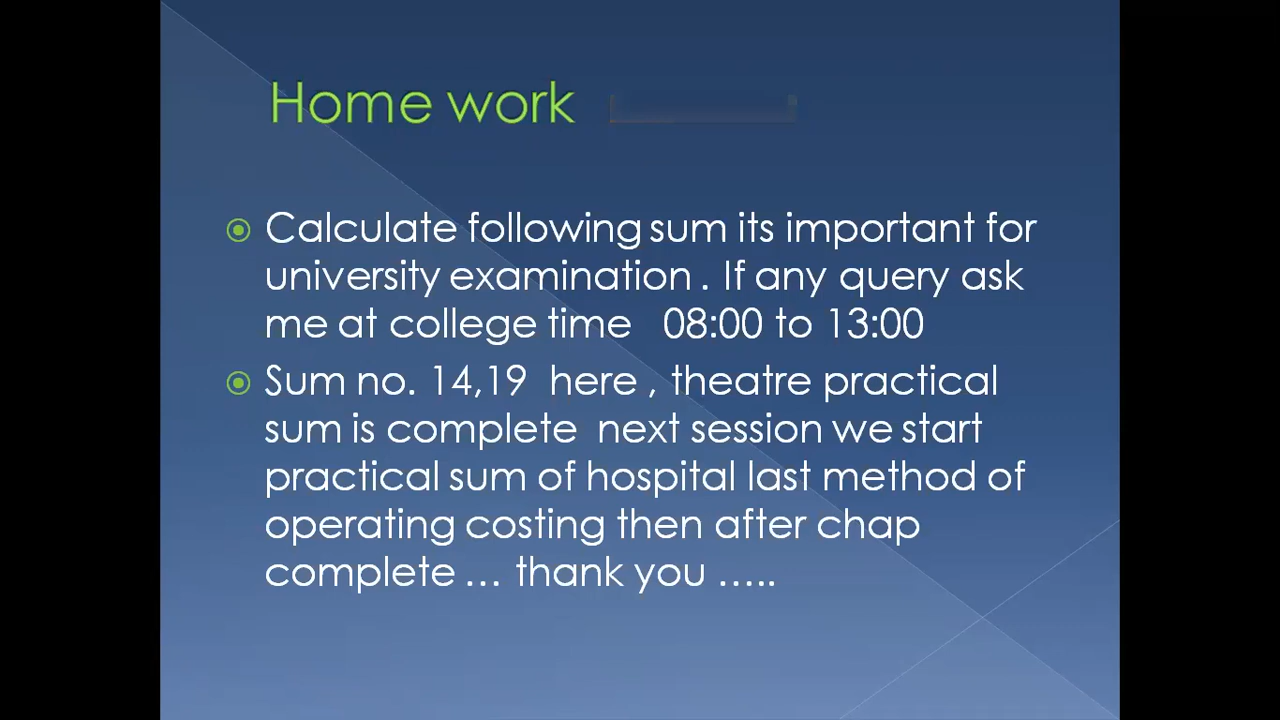 Home work
Calculate following sum its important for
university examination . If any query ask
me at college time 08:00 to 13:00
Sum no. 14,19 here , theatre practical
sum is complete next session we start
practical sum of hospital last method of
operating costing then after chap
complete ... thank you .....